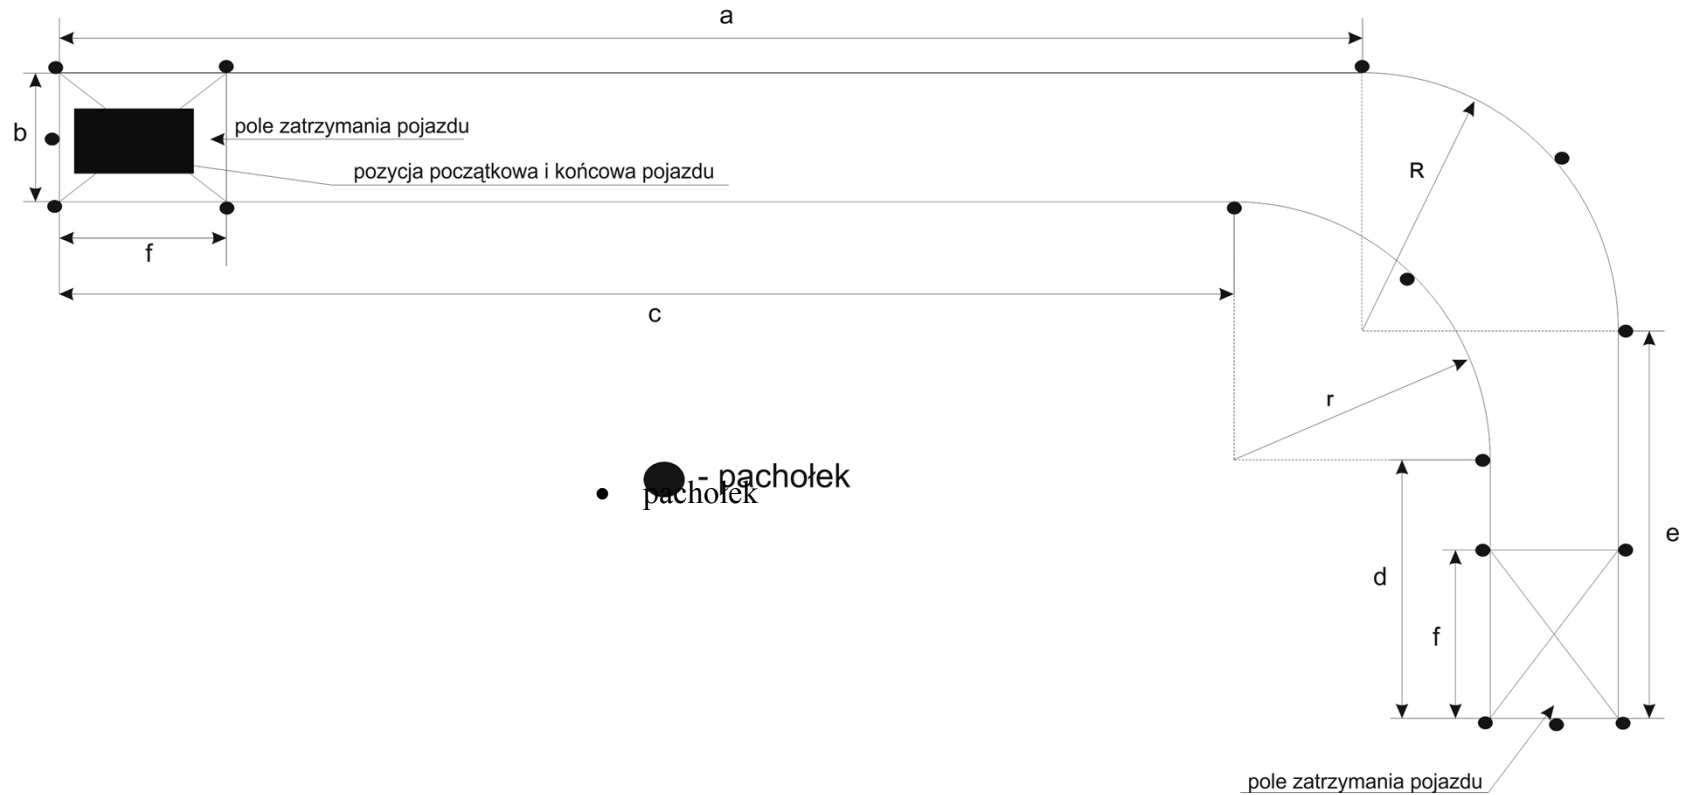 a
b
pole zatrzymania pojazdu
pozycja początkowa i końcowa pojazdu
R
f
c
r
- pachołek
• pachołek
e
d
f
pole zatrzymania pojazdu